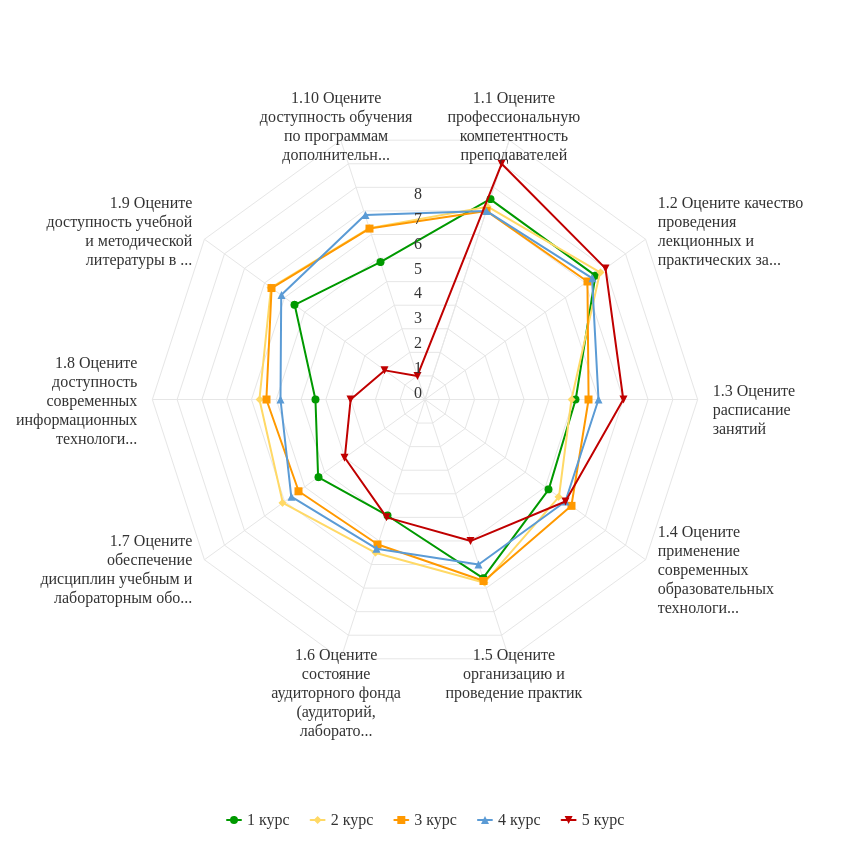 1.10 Оцените
доступность обучения
по программам
дополнительн...
1.1 Оцените
профессиональную
компетентность
преподавателей
1.9 Оцените
доступность учебной
и методической
литературы в ...
1.2 Оцените качество
проведения
лекционных и
практических за...
8
7
6
5
4
3
2
1
0
1.8 Оцените
доступность
современных
информационных
технологи...
1.3 Оцените
расписание
занятий
1.7 Оцените
обеспечение
дисциплин учебным и
лабораторным обо...
1.4 Оцените
применение
современных
образовательных
технологи...
1.6 Оцените
состояние
аудиторного фонда
(аудиторий,
лаборато...
1.5 Оцените
организацию и
проведение практик
1 курс 2 курс 3 курс 4 курс 5 курс